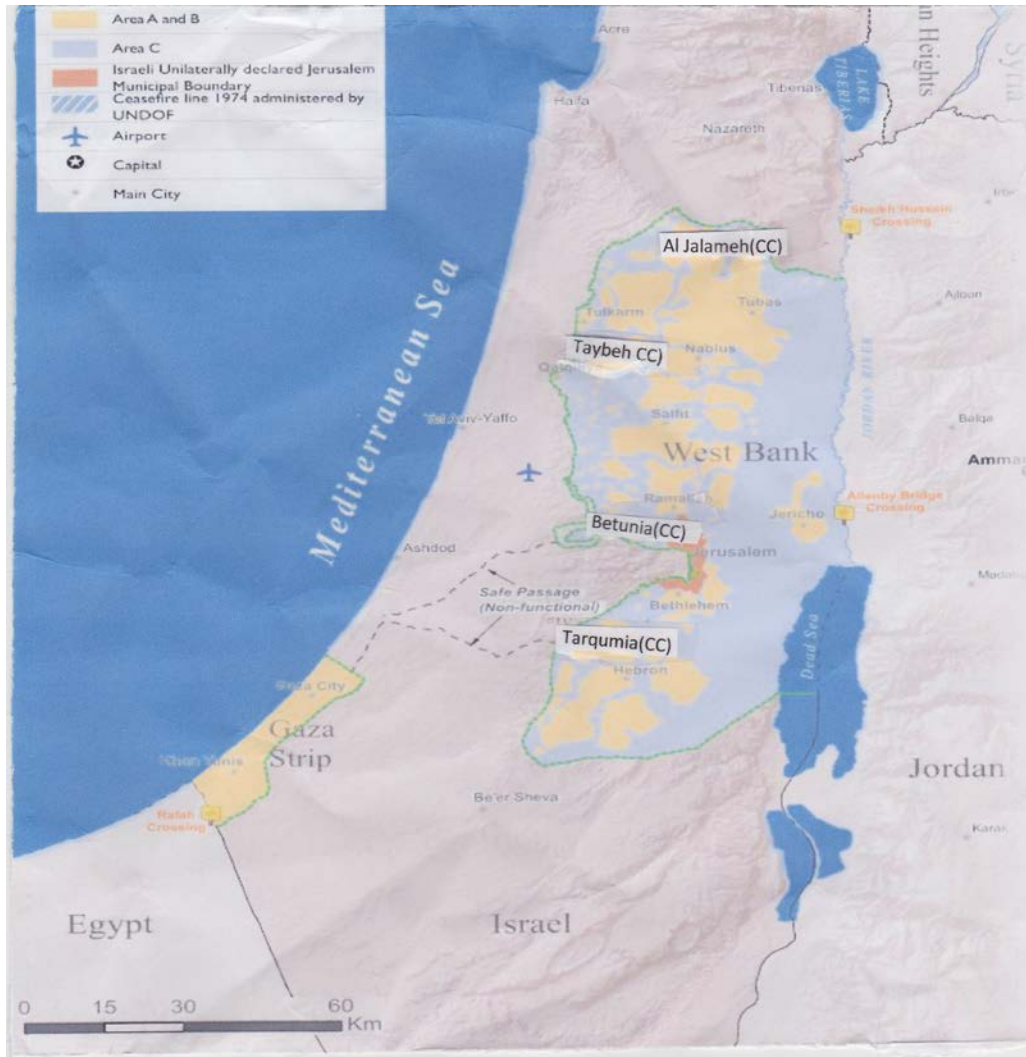 Area A and B
Area C
Israeli Unilaterally declared Jerusalem
Municipal Boundary
Ceasefire line 1974 administered by
UNDOF
Airport
Capital
Main City
Acre
Haifa
Tiberias
LAKE
TIBERIAS
Heights
Syria
Nazareth
Sheikh Hussein
Crossing
Al Jalameh(CC)
Ajloun
Tubas
Tulkarm
Taybeh CC)
Nablus
JORDAN RIVER
Mediterranean Sea
Tel Aviv-Yaffo
Salfit
Balqa
West Bank
Amma
Ramallah
Jericho
Allenby Bridge
Crossing
Betunia(CC)
Jerusalem
Ashdod
Safe Passage
(Non-functional)
Bethlehem
Tarqumia(CC)
Hebron
Dead Sea
Gaza City
Gaza
Strip
Khan Yunis
Rafah
Crossing
Be'er Sheva
Jordan
Karak
Egypt
Israel
0 15 30 60
Km